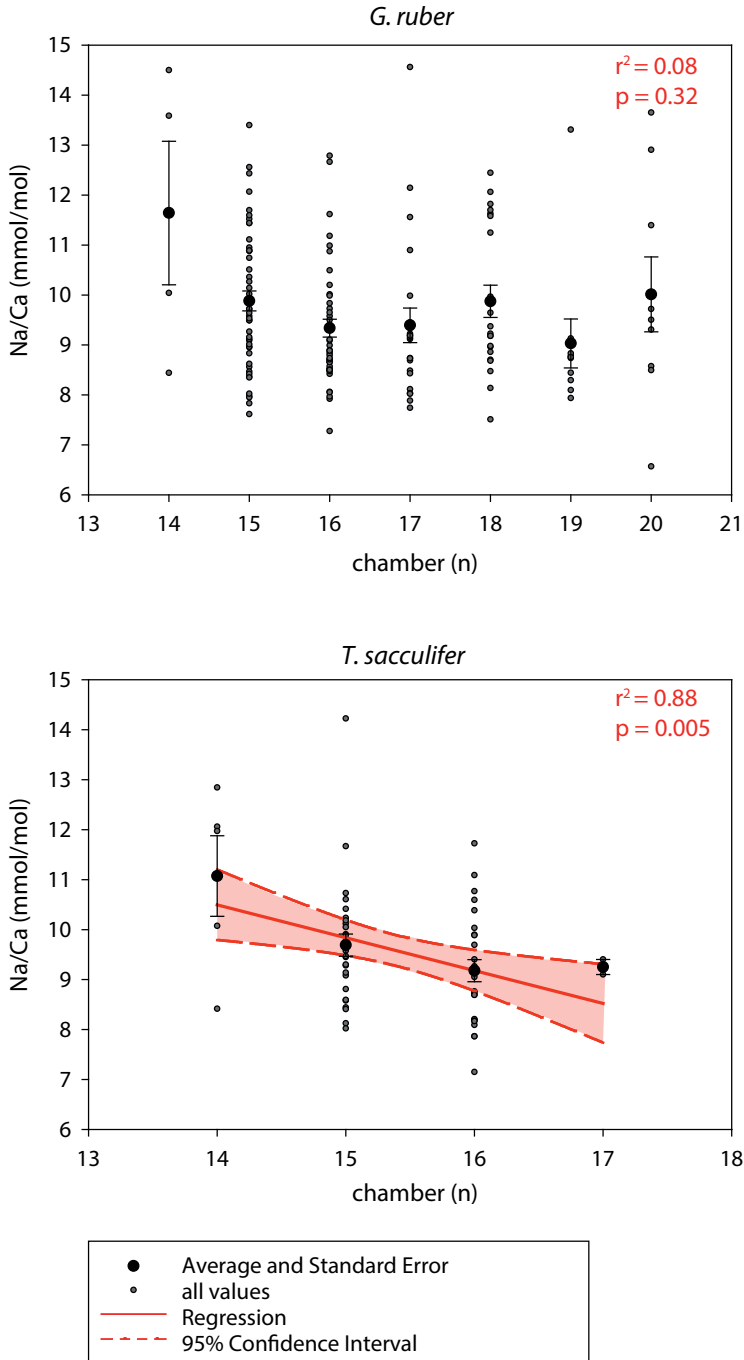 G. ruber
15
14
13
12
11
10
9
8
7
6
Na/Ca (mmol/mol)
r² = 0.08
p = 0.32
13 14 15 16 17 18 19 20 21
chamber (n)
T. sacculifer
15
14
13
12
11
10
9
8
7
6
Na/Ca (mmol/mol)
r² = 0.88
p = 0.005
13 14 15 16 17 18
chamber (n)
Average and Standard Error
all values
Regression
95% Confidence Interval